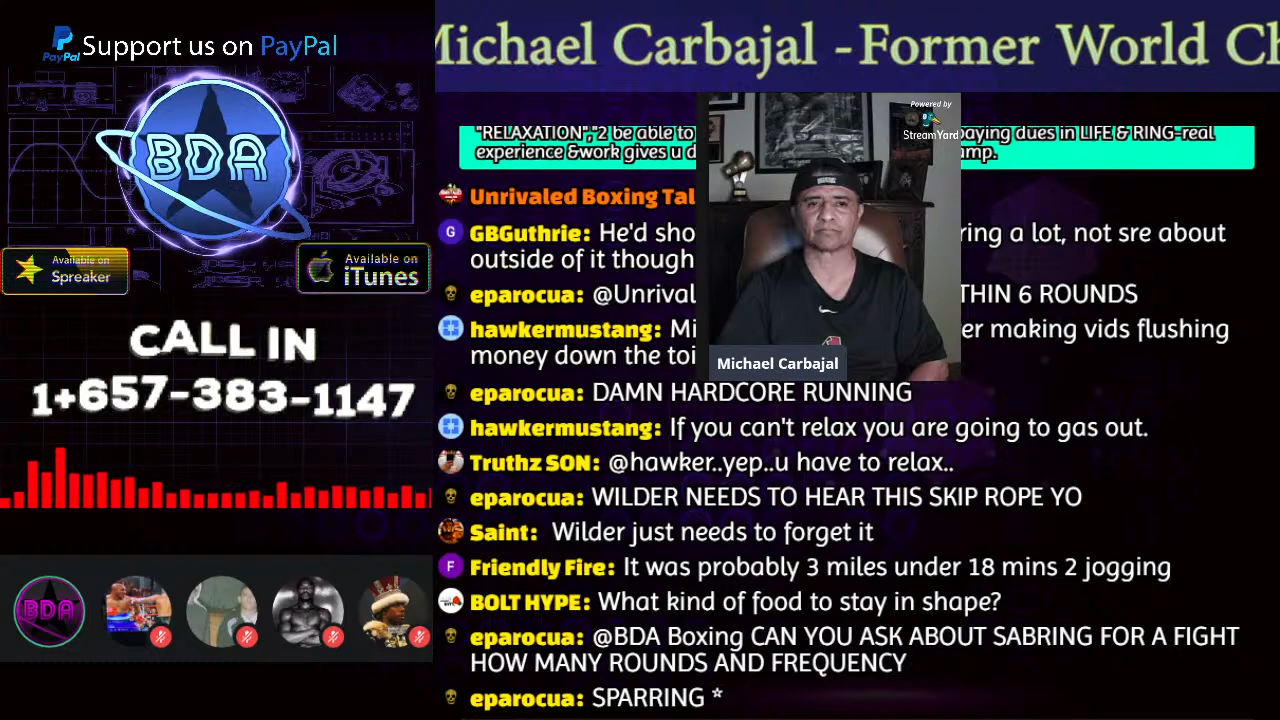 PayPal Support us on PayPal
BDA
Available on
Spreaker
Available on
iTunes
CALL IN
1+657-383-1147
BDA
Michael Carbajal - Former World Ch
Powered by
StreamYard
"RELAXATION",'2 be able to paying dues in LIFE & RING-real
experience &work gives u d amp.
Unrivaled Boxing Tal
G GBGuthrie: He'd sho ring a lot, not sre about
outside of it though
eparocua: @Unrival THIN 6 ROUNDS
hawkermustang: Mi er making vids flushing
money down the toi
Michael Carbajal
eparocua: DAMN HARDCORE RUNNING
hawkermustang: If you can't relax you are going to gas out.
Truthz SON: @hawker..yep..u have to relax..
eparocua: WILDER NEEDS TO HEAR THIS SKIP ROPE YO
Saint: Wilder just needs to forget it
F Friendly Fire: It was probably 3 miles under 18 mins 2 jogging
BOLT HYPE: What kind of food to stay in shape?
eparocua: @BDA Boxing CAN YOU ASK ABOUT SABRING FOR A FIGHT
HOW MANY ROUNDS AND FREQUENCY
eparocua: SPARRING *